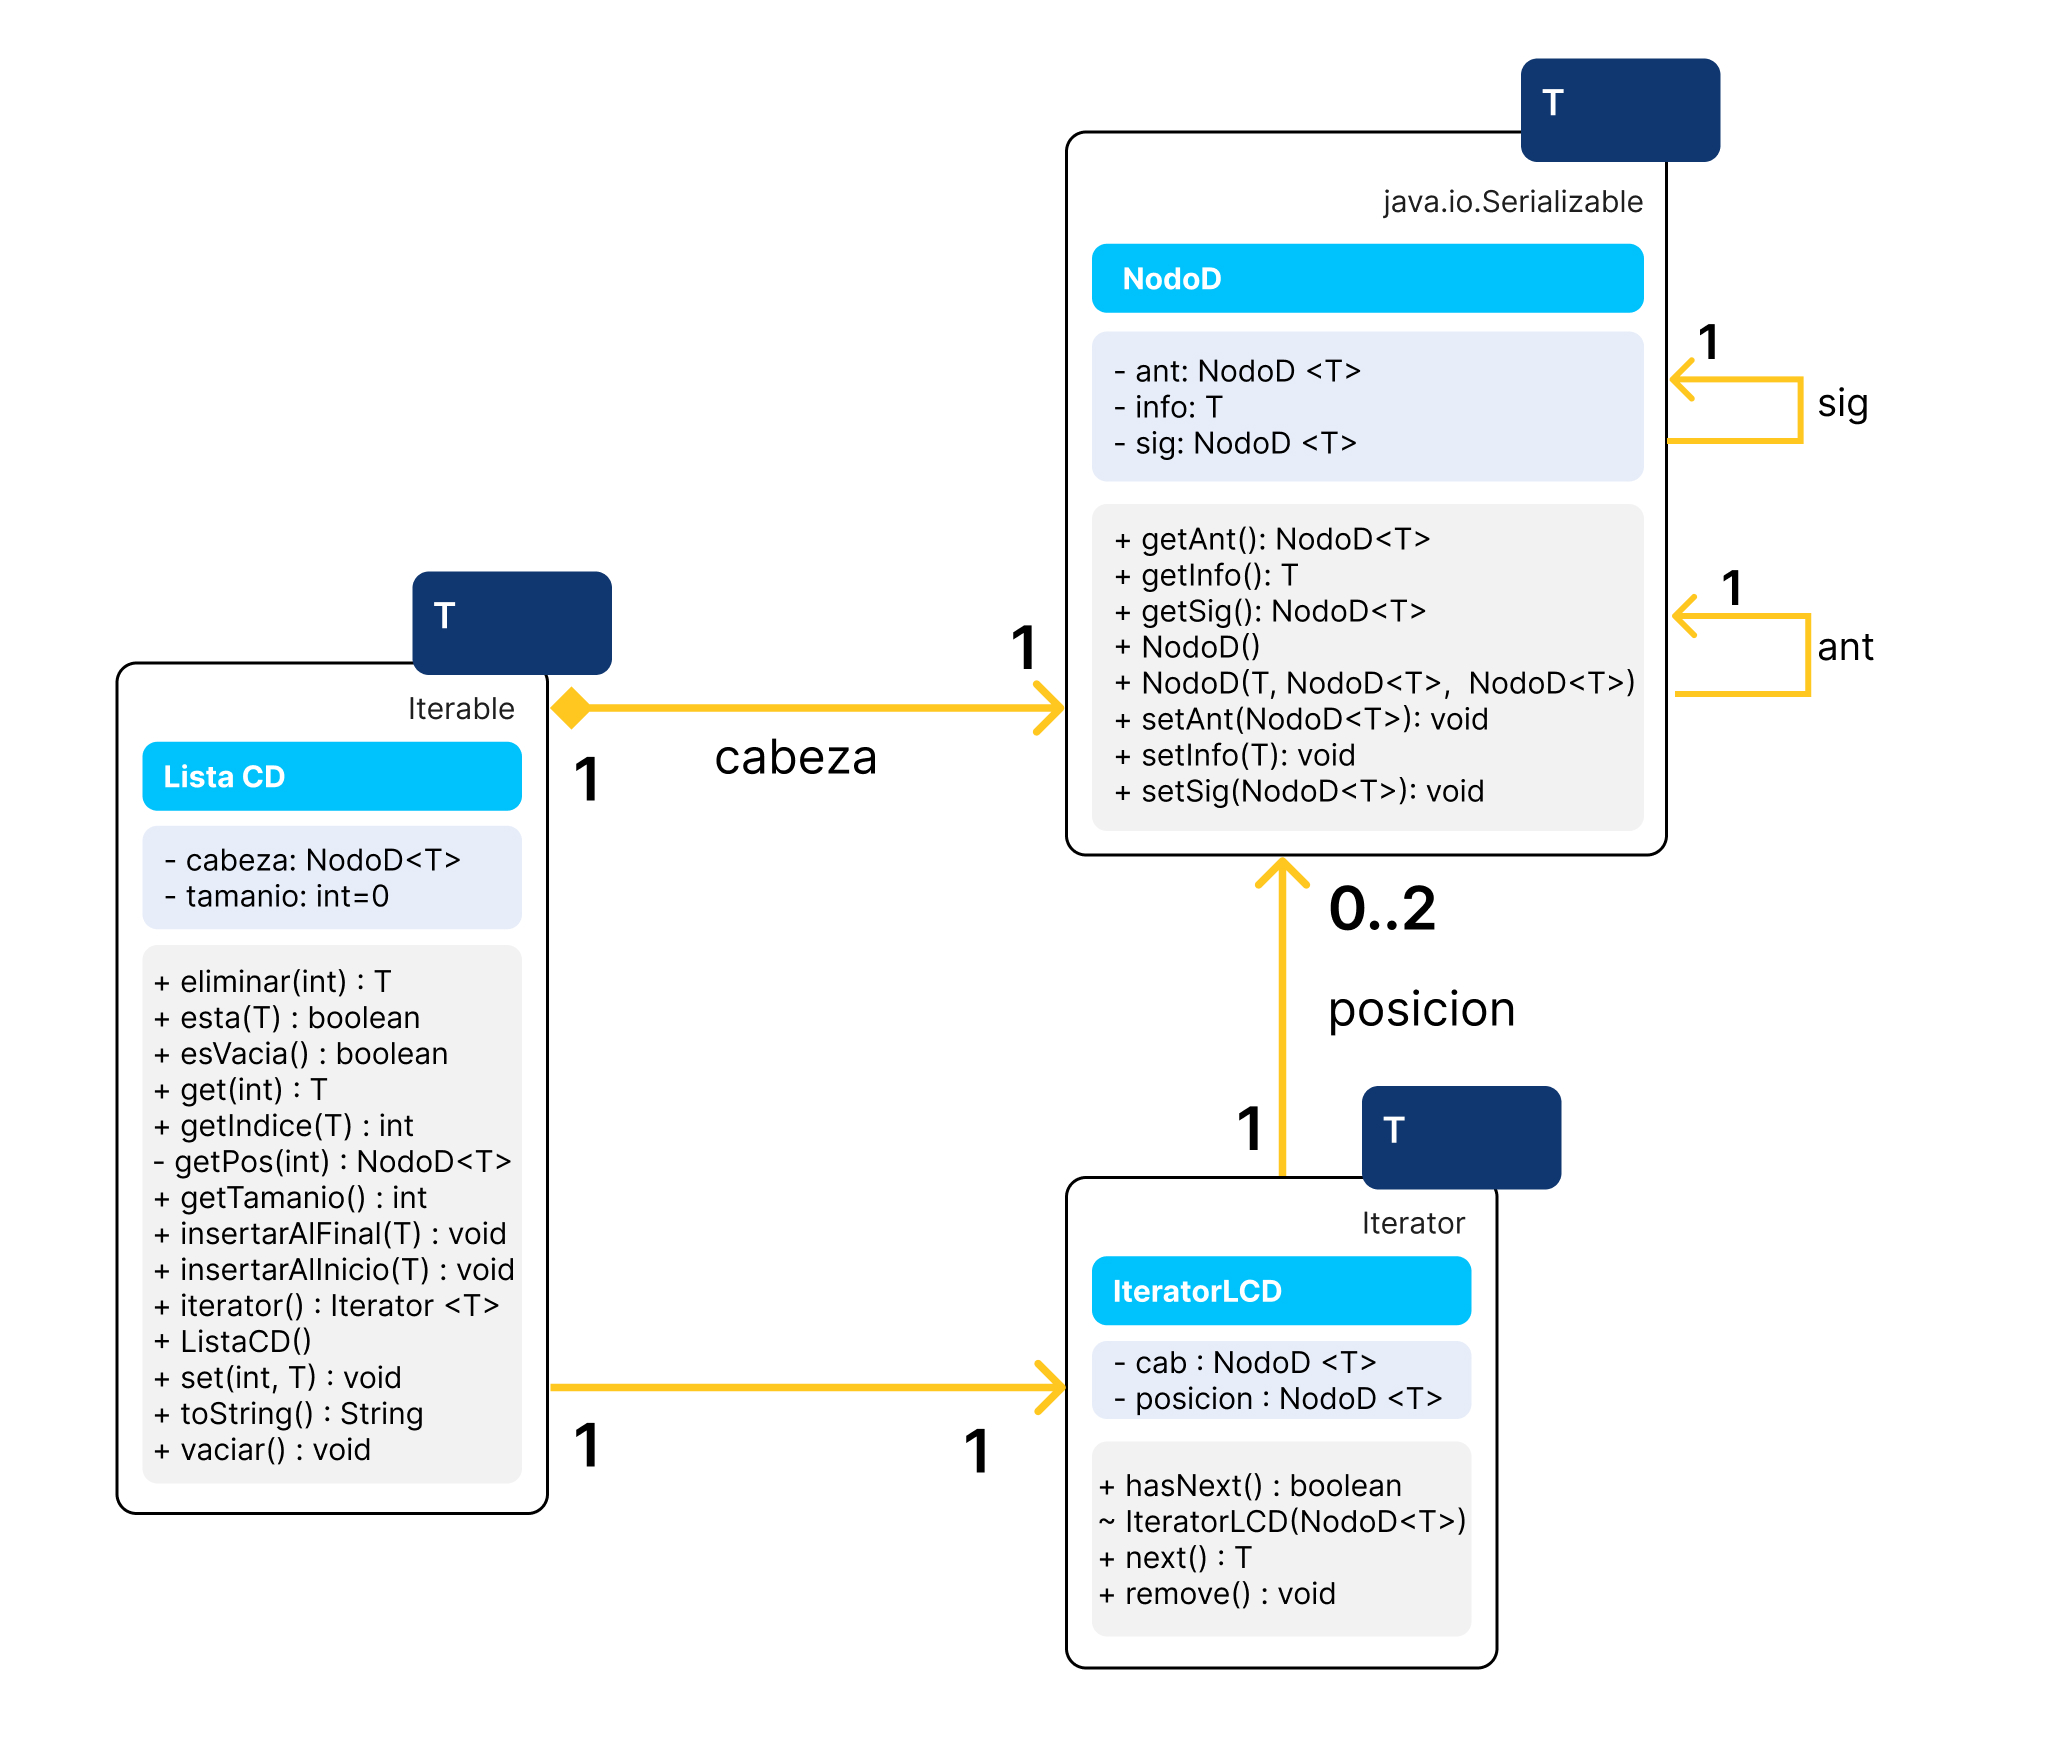 T
java.io.Serializable
NodoD
- ant: NodoD <T>
- info: T
- sig: NodoD <T>
+ getAnt(): NodoD<T>
+ getInfo(): T
+ getSig(): NodoD<T>
+ NodoD()
+ NodoD(T, NodoD<T>,  NodoD<T>)
+ setAnt(NodoD<T>): void
+ setInfo(T): void
+ setSig(NodoD<T>): void
1
sig
1
ant
T
Iterable
Lista CD
- cabeza: NodoD<T>
- tamanio: int=0
+ eliminar(int) : T
+ esta(T) : boolean
+ esVacia() : boolean
+ get(int) : T
+ getIndice(T) : int
- getPos(int) : NodoD<T>
+ getTamanio() : int
+ insertarAlFinal(T) : void
+ insertarAlInicio(T) : void
+ iterator() : Iterator <T>
+ ListaCD()
+ set(int, T) : void
+ toString() : String
+ vaciar() : void
1
cabeza
1
0..2
posicion
1
T
Iterator
IteratorLCD
- cab : NodoD <T>
- posicion : NodoD <T>
+ hasNext() : boolean
~ IteratorLCD(NodoD<T>)
+ next() : T
+ remove() : void
1
1